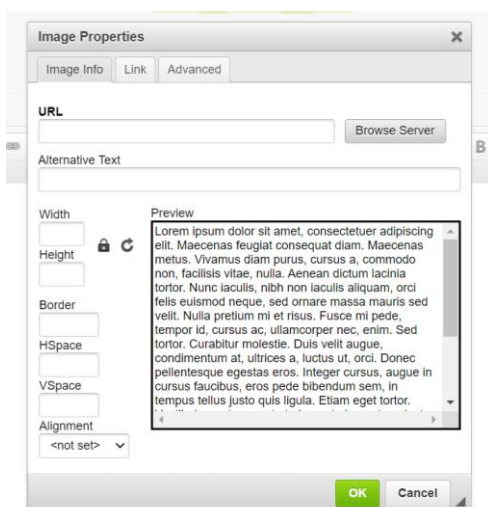 Image Properties
Image Info Link Advanced
URL
Browse Server
B
Alternative Text
Width
Preview
Height
Border
HSpace
VSpace
Alignment
<not set>
Lorem ipsum dolor sit amet, consectetuer adipiscing
elit. Maecenas feugiat consequat diam. Maecenas
metus. Vivamus diam purus, cursus a, commodo
non, facilisis vitae, nulla. Aenean dictum lacinia
tortor. Nunc iaculis, nibh non iaculis aliquam, orci
felis euismod neque, sed ornare massa mauris sed
velit. Nulla pretium mi et risus. Fusce mi pede,
tempor id, cursus ac, ullamcorper nec, enim. Sed
tortor. Curabitur molestie. Duis velit augue,
condimentum at, ultrices a, luctus ut, orci. Donec
pellentesque egestas eros. Integer cursus, augue in
cursus faucibus, eros pede bibendum sem, in
tempus tellus justo quis ligula. Etiam eget tortor.
OK Cancel